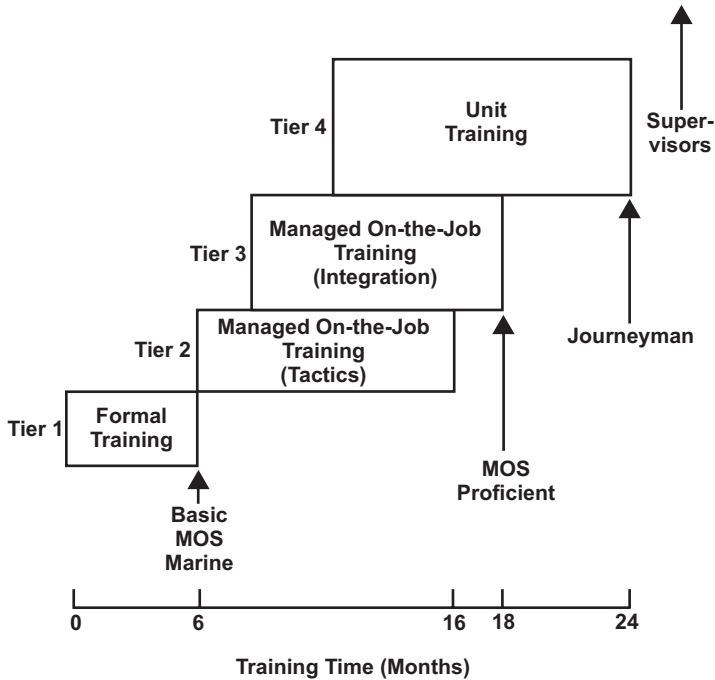 Tier 4
Unit
Training
Super-
visors
Tier 3
Managed On-the-Job
Training
(Integration)
Tier 2
Managed On-the-Job
Training
(Tactics)
Journeyman
Tier 1
Formal
Training
MOS
Proficient
Basic
MOS
Marine
0 6 16 18 24
Training Time (Months)